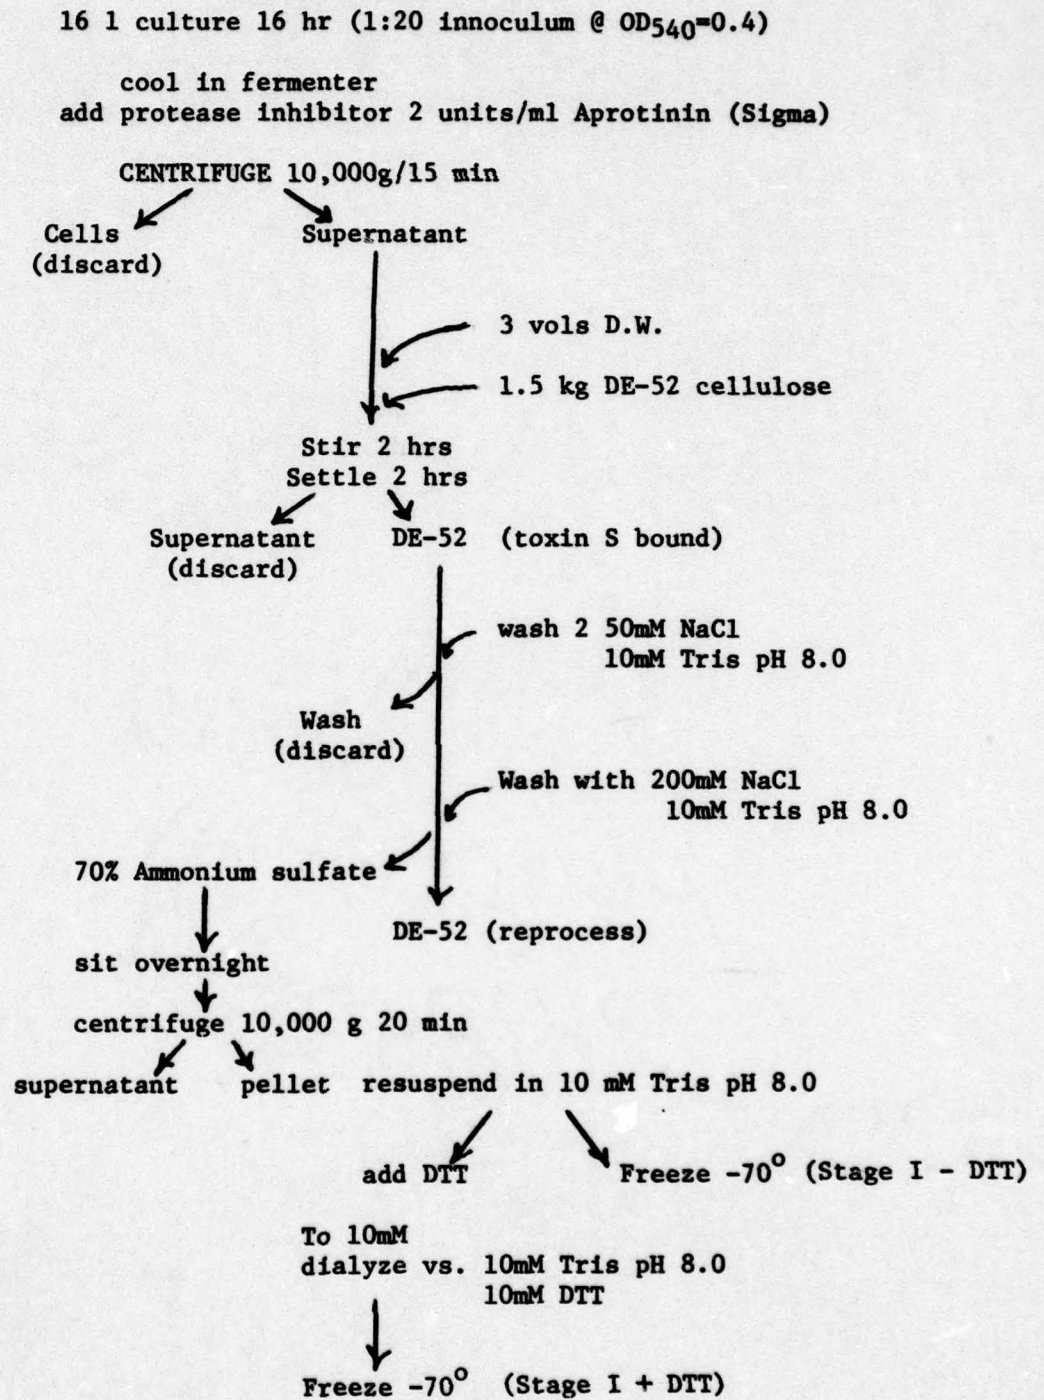 16 l culture 16 hr (1:20 innoculum @ OD540=0.4)
cool in fermenter
add protease inhibitor 2 units/ml Aprotinin (Sigma)
CENTRIFUGE 10,000g/15 min
Cells Supernatant
(discard)
3 vols D.W.
1.5 kg DE-52 cellulose
Stir 2 hrs
Settle 2 hrs
Supernatant DE-52 (toxin S bound)
(discard)
wash 2 50mM NaCl
10mM Tris pH 8.0
Wash
(discard)
Wash with 200mM NaCl
10mM Tris pH 8.0
70% Ammonium sulfate
DE-52 (reprocess)
sit overnight
centrifuge 10,000 g 20 min
supernatant pellet resuspend in 10 mM Tris pH 8.0
add DTT Freeze -70° (Stage I - DTT)
To 10mM
dialyze vs. 10mM Tris pH 8.0
10mM DTT
Freeze -70° (Stage I + DTT)